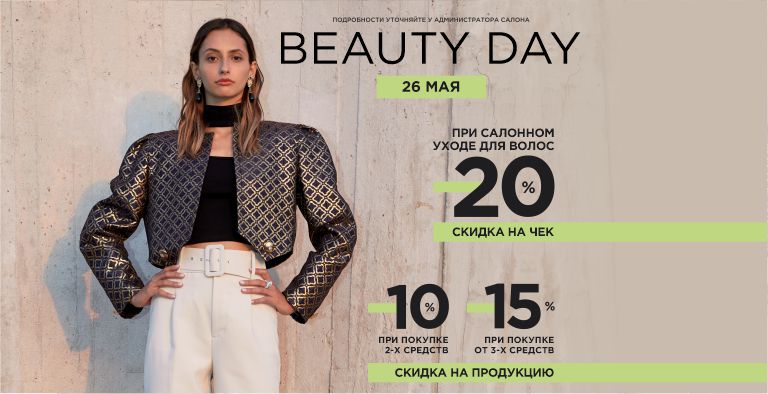 ПОДРОБНОСТИ УТОЧНЯЙТЕ У АДМИНИСТРАТОРА САЛОНА
BEAUTY DAY
26 МАЯ
ПРИ САЛОННОМ
УХОДЕ ДЛЯ ВОЛОС
20%
СКИДКА НА ЧЕК
10% 15%
ПРИ ПОКУПКЕ ПРИ ПОКУПКЕ
2-Х СРЕДСТВ ОТ 3-Х СРЕДСТВ
СКИДКА НА ПРОДУКЦИЮ